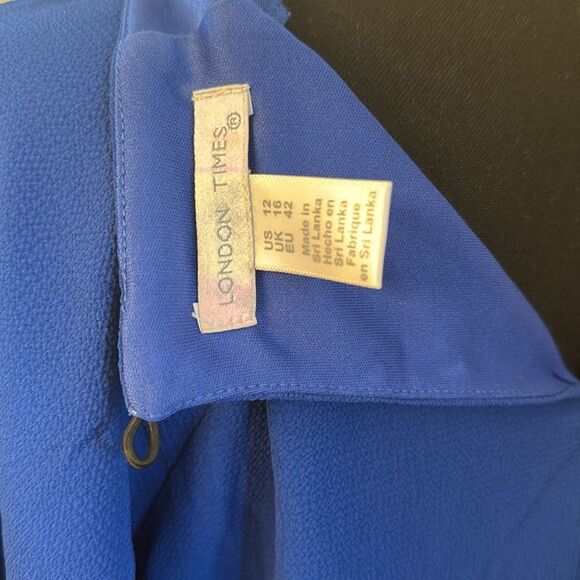 LONDON TIMES®
US 12
UK 16
EU 42
Made in
Sri Lanka
Hecho en
Sri Lanka
Fabrique
en Sri Lanka